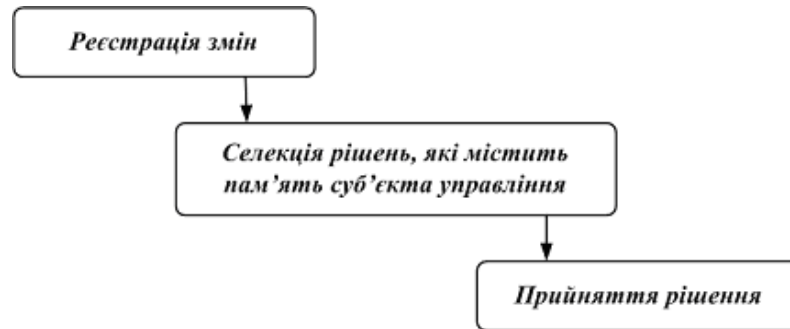 Реєстрація змін
Селекція рішень, які містить
пам’ять суб’єкта управління
Прийняття рішення